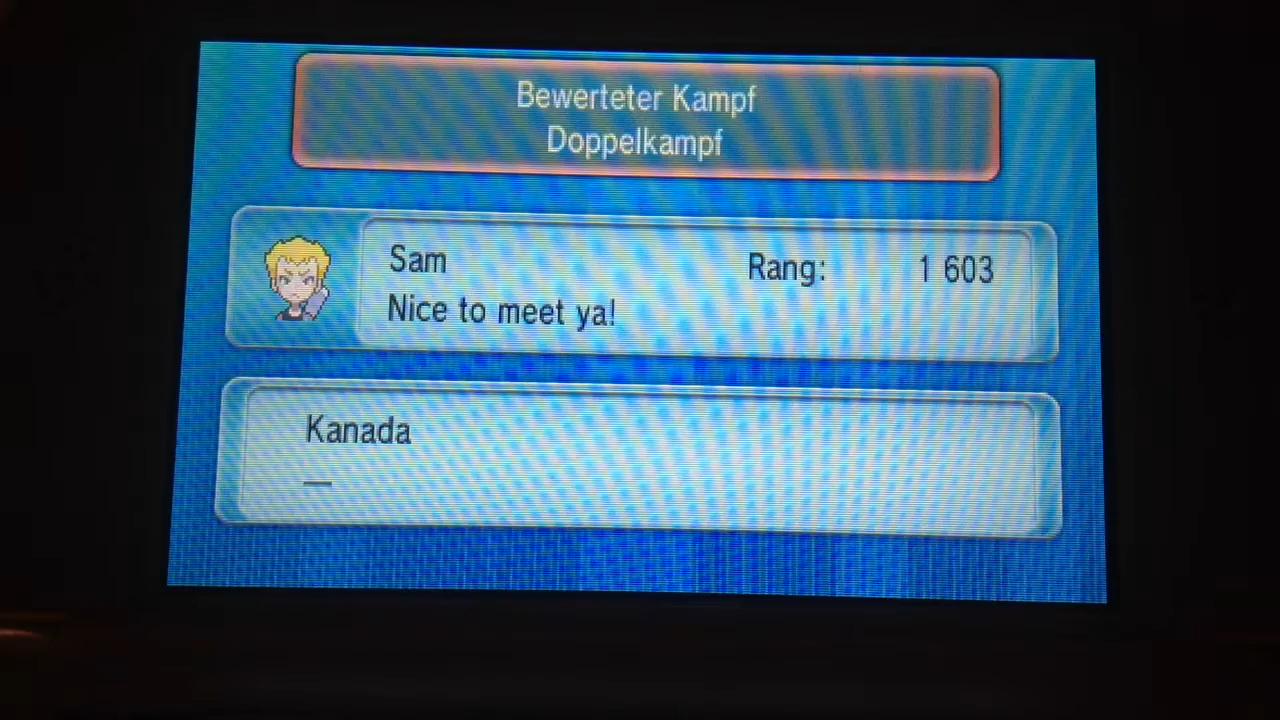 Bewerteter Kampf
Doppelkampf
Sam Rang: 1 603
Nice to meet ya!
Kanada
—